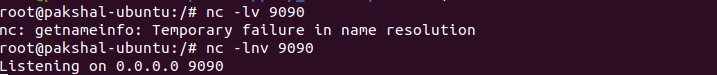 root@pakshal-ubuntu:/# nc -lv 9090
nc: getnameinfo: Temporary failure in name resolution
root@pakshal-ubuntu:/# nc -lnv 9090
Listening on 0.0.0.0 9090